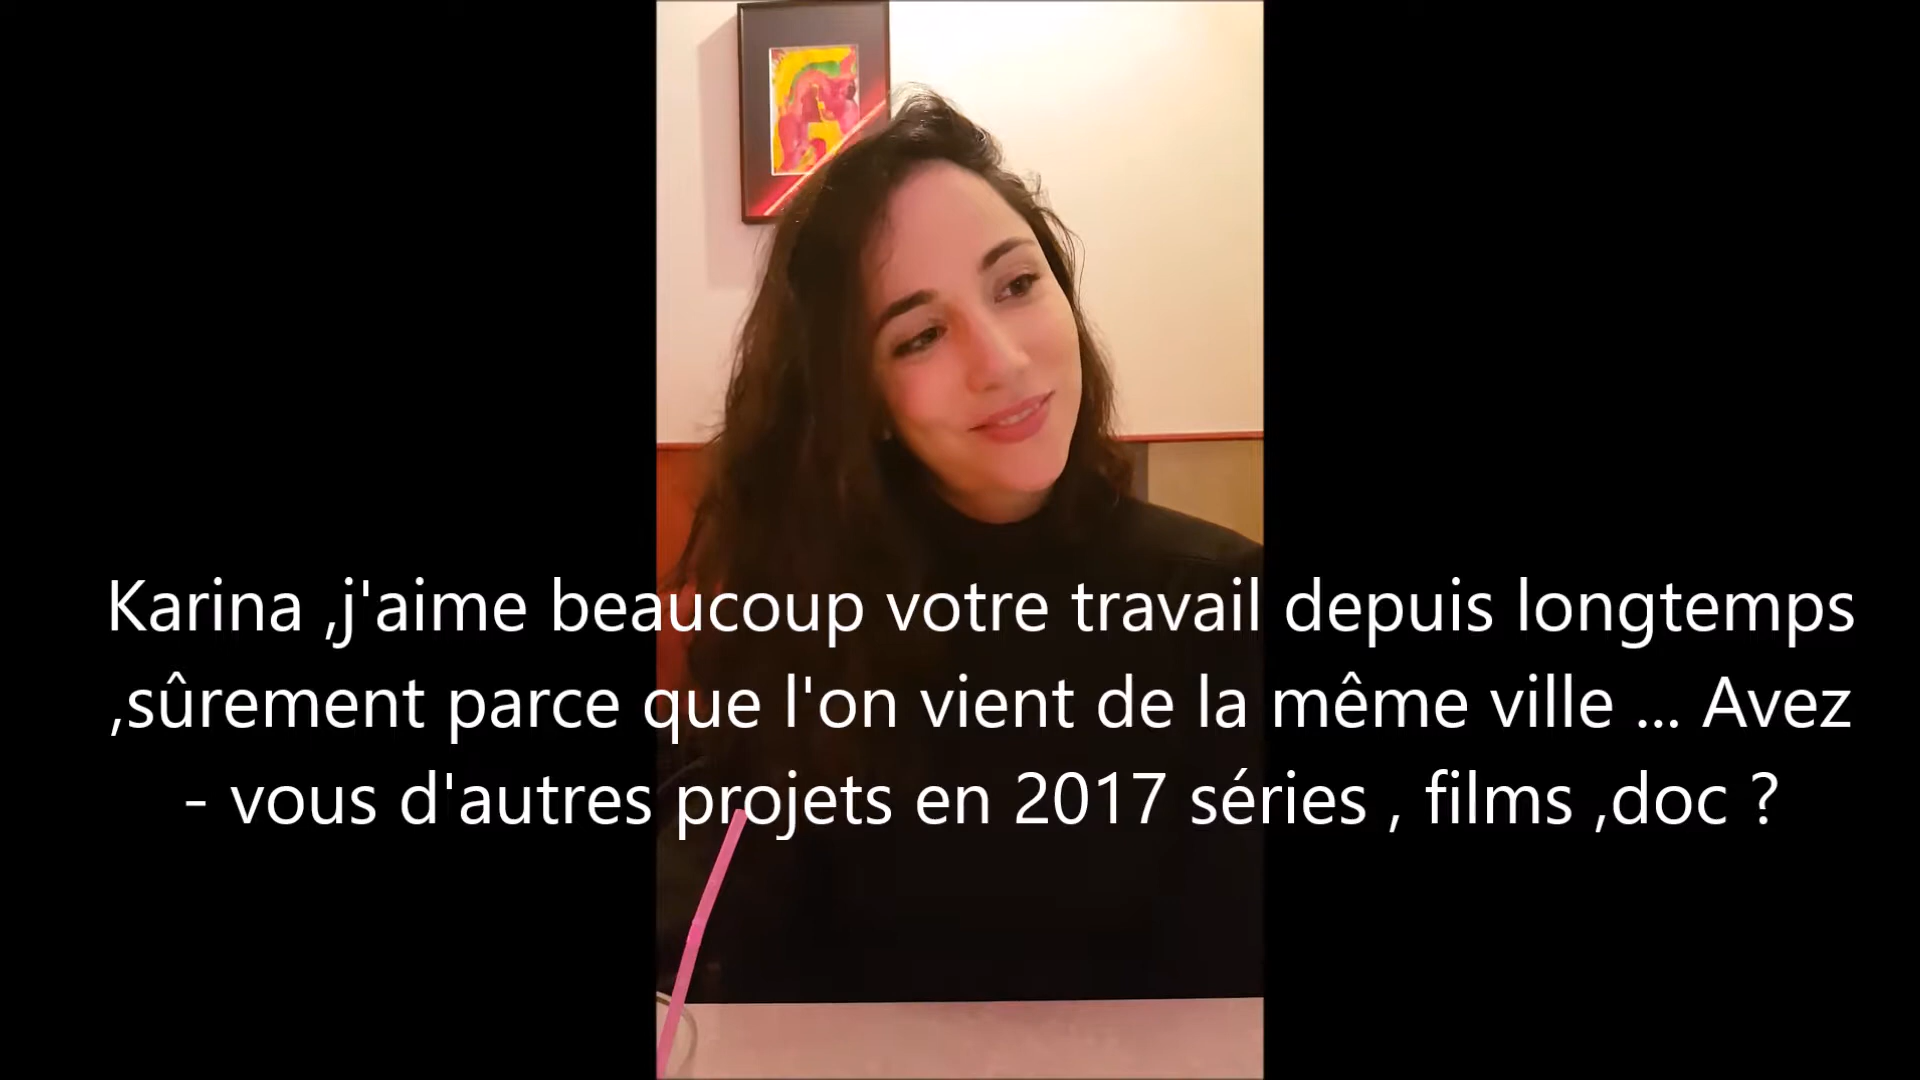 Karina ,j'aime beaucoup votre travail depuis longtemps
,sûrement parce que l'on vient de la même ville ... Avez
- vous d'autres projets en 2017 séries , films ,doc ?